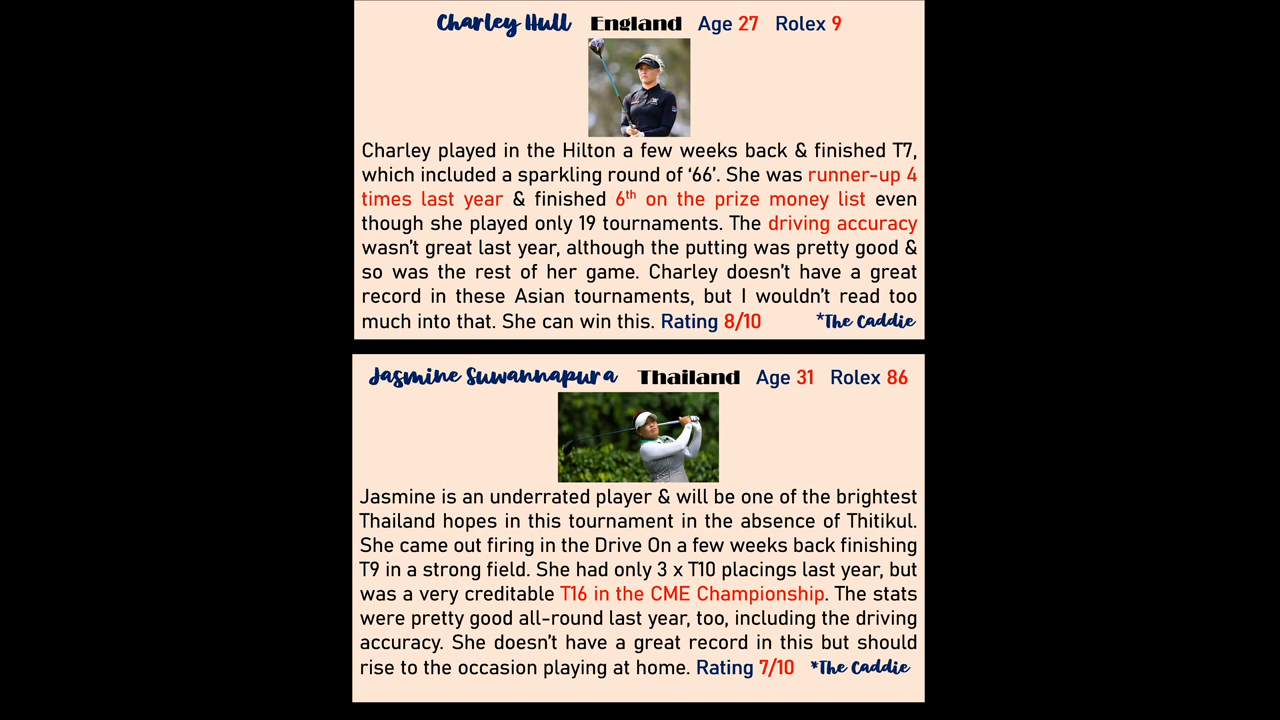 Charley Hull England Age 27 Rolex 9
Charley played in the Hilton a few weeks back & finished T7,
which included a sparkling round of ‘66’. She was runner-up 4
times last year & finished 6th on the prize money list even
though she played only 19 tournaments. The driving accuracy
wasn’t great last year, although the putting was pretty good &
so was the rest of her game. Charley doesn’t have a great
record in these Asian tournaments, but I wouldn’t read too
much into that. She can win this. Rating 8/10 *The Caddie
Jasmine Suwannapura Thailand Age 31 Rolex 86
Jasmine is an underrated player & will be one of the brightest
Thailand hopes in this tournament in the absence of Thitikul.
She came out firing in the Drive On a few weeks back finishing
T9 in a strong field. She had only 3 x T10 placings last year, but
was a very creditable T16 in the CME Championship. The stats
were pretty good all-round last year, too, including the driving
accuracy. She doesn’t have a great record in this but should
rise to the occasion playing at home. Rating 7/10 *The Caddie